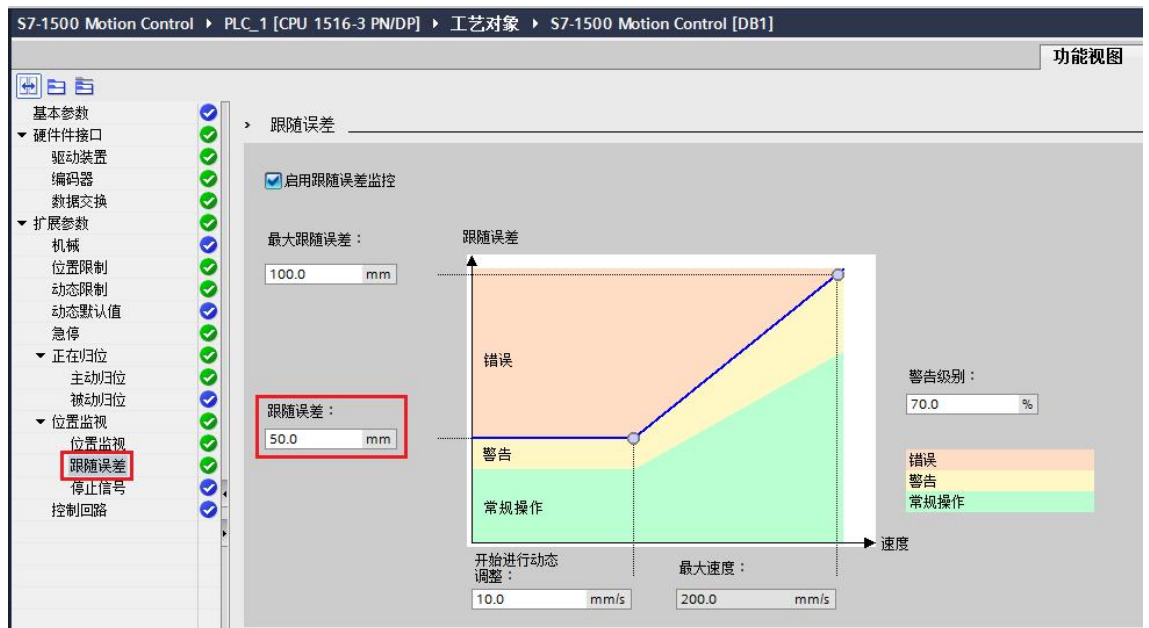 S7-1500 Motion Control ▸ PLC_1 [CPU 1516-3 PN/DP] ▸ 工艺对象 ▸ S7-1500 Motion Control [DB1]
功能视图
基本参数
硬件件接口
驱动装置
编码器
数据交换
扩展参数
机械
位置限制
动态限制
动态默认值
急停
正在归位
主动归位
被动归位
位置监视
位置监视
跟随误差
停止信号
控制回路
跟随误差
启用跟随误差监控
最大跟随误差：
100.0 mm
跟随误差：
50.0 mm
跟随误差
错误
警告
常规操作
速度
开始进行动态
调整：
10.0 mm/s
最大速度：
200.0 mm/s
警告级别：
70.0 %
错误
警告
常规操作